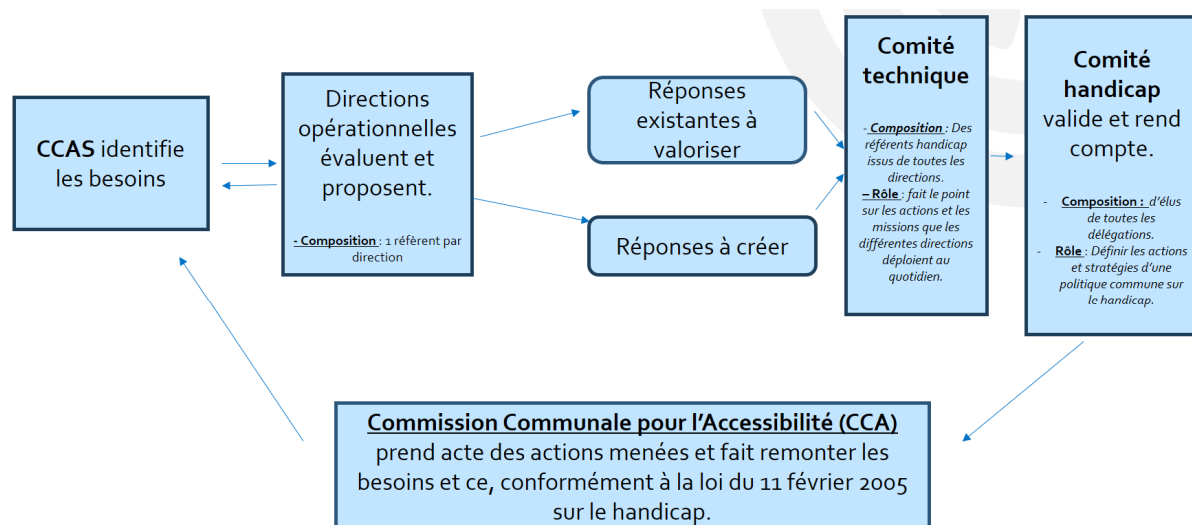 CCAS identifie
les besoins
Directions
opérationnelles
évaluent et
proposent.
- Composition : 1 réfèrent par
direction
Réponses
existantes à
valoriser
Réponses à créer
Comité
technique
- Composition : Des
référents handicap
issus de toutes les
directions.
– Rôle : fait le point
sur les actions et les
missions que les
différentes directions
déploient au
quotidien.
Comité
handicap
valide et rend
compte.
- Composition : d'élus
de toutes les
délégations.
- Rôle : Définir les actions
et stratégies d'une
politique commune sur
le handicap.
Commission Communale pour l'Accessibilité (CCA)
prend acte des actions menées et fait remonter les
besoins et ce, conformément à la loi du 11 février 2005
sur le handicap.